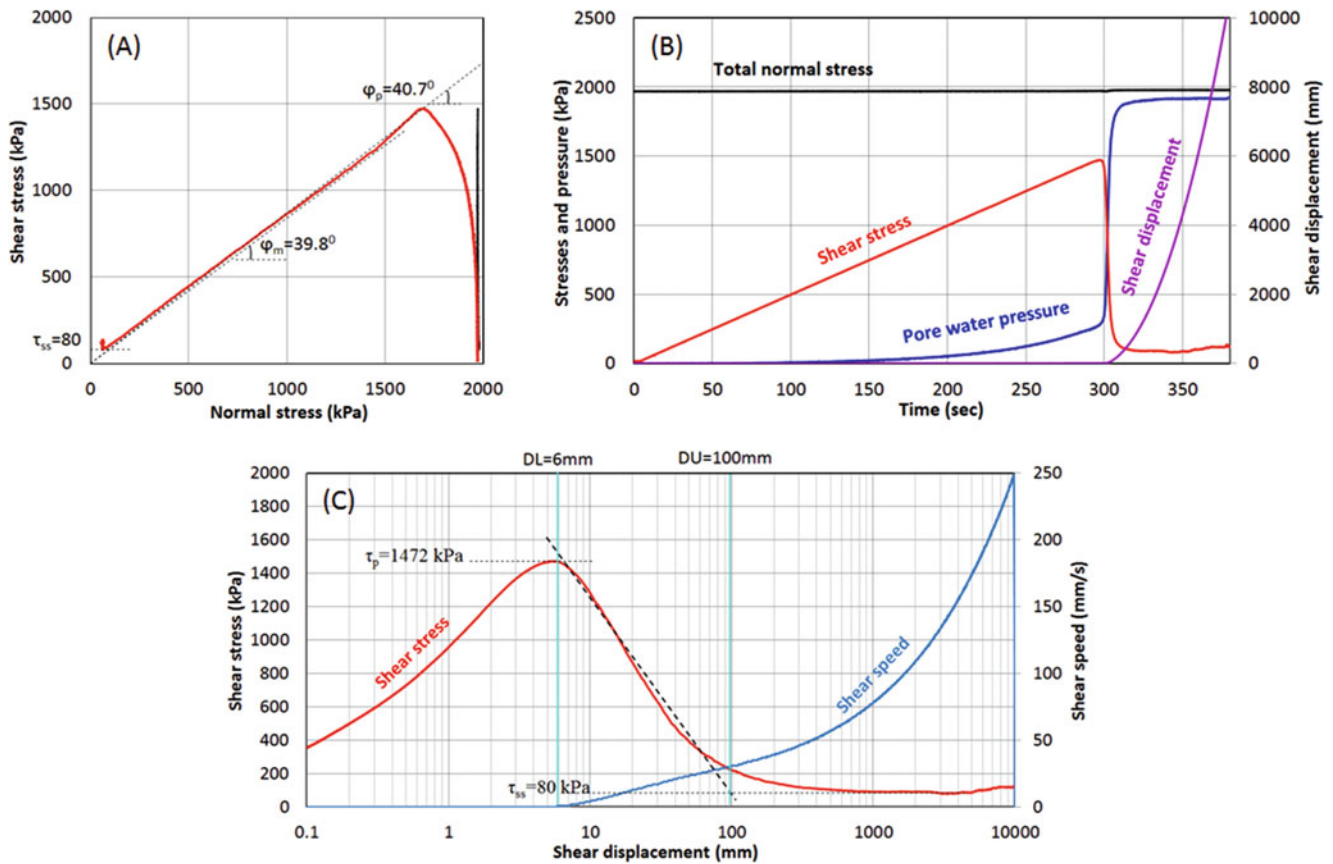 (A)
2000
1500
1000
500
0
Shear stress (kPa)
φp=40.7⁰
φm=39.8⁰
τss=80
0 500 1000 1500 2000
Normal stress (kPa)
(B)
2500
2000
1500
1000
500
0
Stresses and pressure (kPa)
Total normal stress
Shear stress
Pore water pressure
Shear displacement
10000
8000
6000
4000
2000
0
Shear displacement (mm)
0 50 100 150 200 250 300 350
Time (sec)
DL=6mm DU=100mm
(C)
2000
1800
1600
1400
1200
1000
800
600
400
200
0
Shear stress (kPa)
τp=1472 kPa
Shear stress
τss=80 kPa
Shear speed
250
200
150
100
50
0
Shear speed (mm/s)
0.1 1 10 100 1000 10000
Shear displacement (mm)